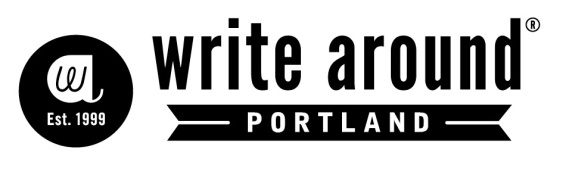 w
Est. 1999
write around®
PORTLAND